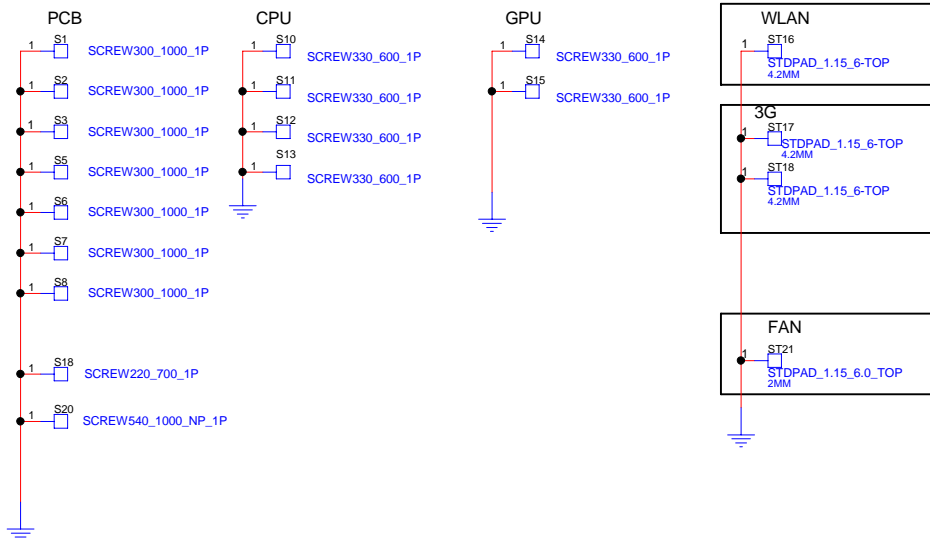 PCB
1 S1 SCREW300_1000_1P
1 S2 SCREW300_1000_1P
1 S3 SCREW300_1000_1P
1 S5 SCREW300_1000_1P
1 S6 SCREW300_1000_1P
1 S7 SCREW300_1000_1P
1 S8 SCREW300_1000_1P
1 S18 SCREW220_700_1P
1 S20 SCREW540_1000_NP_1P
CPU
1 S10 SCREW330_600_1P
1 S11 SCREW330_600_1P
1 S12 SCREW330_600_1P
1 S13 SCREW330_600_1P
GPU
1 S14 SCREW330_600_1P
1 S15 SCREW330_600_1P
WLAN
1 ST16
STDPAD_1.15_6-TOP
4.2MM
3G
1 ST17
STDPAD_1.15_6-TOP
4.2MM
1 ST18
STDPAD_1.15_6-TOP
4.2MM
FAN
1 ST21
STDPAD_1.15_6.0_TOP
2MM